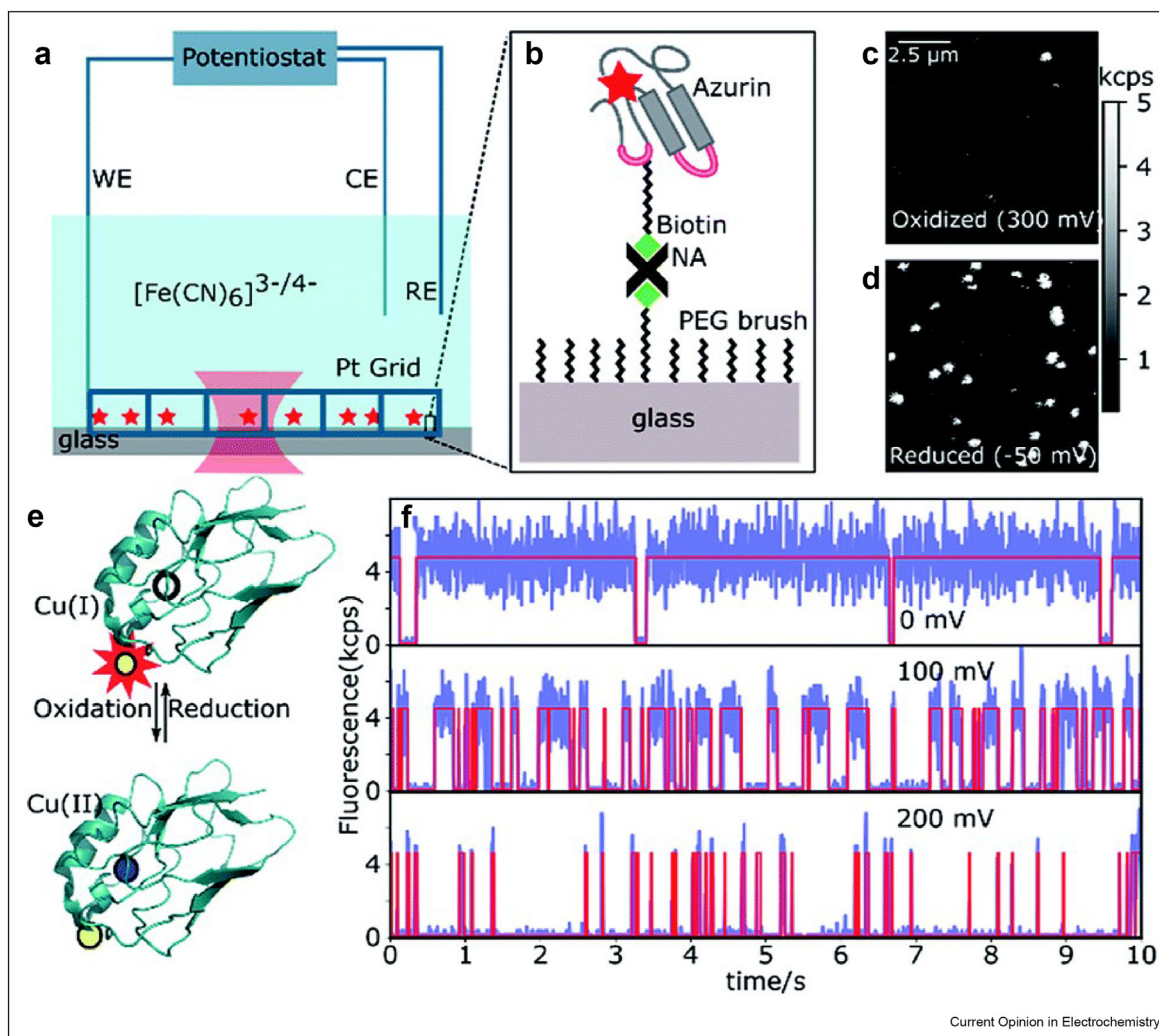 a
Potentiostat
WE
CE
[Fe(CN)6]3-/4-
RE
Pt Grid
glass
b
Azurin
Biotin
NA
PEG brush
glass
c
2.5 µm
Oxidized (300 mV)
d
Reduced (-50 mV)
kcps
5
4
3
2
1
e
Cu(I)
Oxidation
Reduction
Cu(II)
f
Fluorescence(kcps)
4
0
0 mV
4
0
100 mV
4
0
200 mV
0 1 2 3 4 5 6 7 8 9 10
time/s
Current Opinion in Electrochemistry